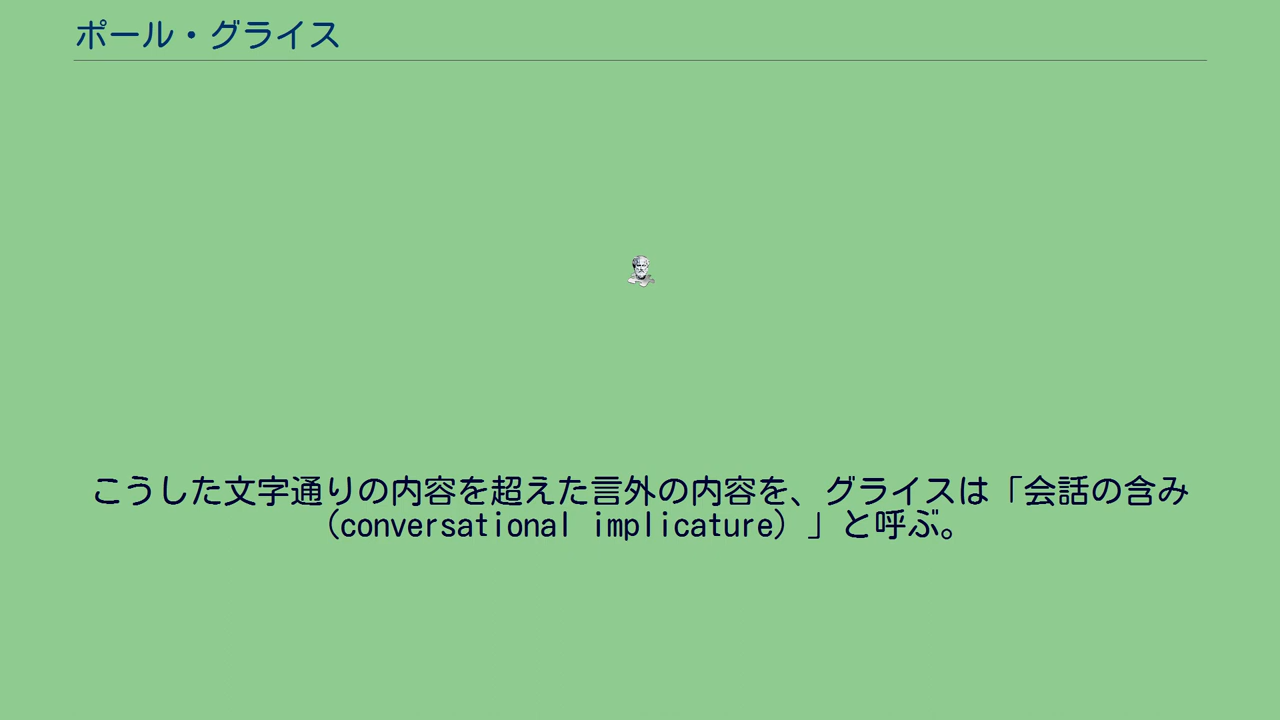 ポール・グライス
こうした文字通りの内容を超えた言外の内容を、グライスは「会話の含み
(conversational implicature) 」と呼ぶ。